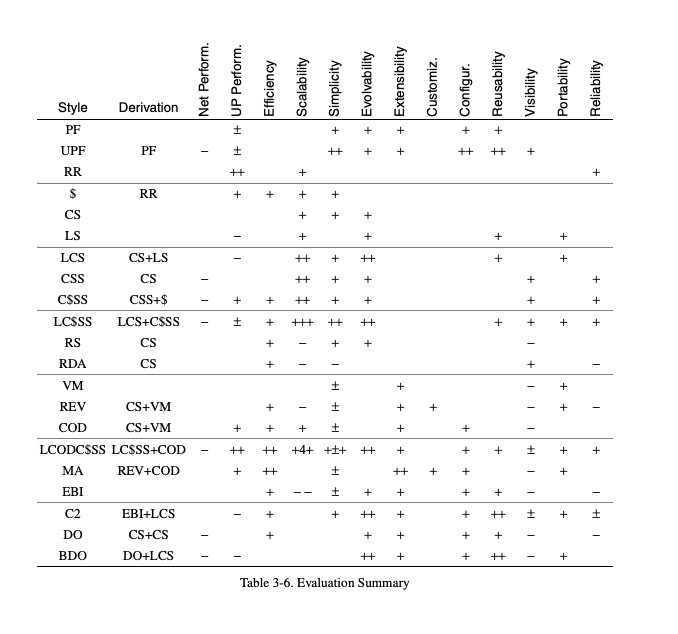 Style Derivation Net Perform. UP Perform. Efficiency Scalability Simplicity Evolvability Extensibility Customiz. Configur. Reusability Visibility Portability Reliability
PF ± + + + + +
UPF PF − ± ++ + + ++ ++ +
RR ++ + +
$ RR + + + +
CS + + +
LS − + + + +
LCS CS+LS − ++ + ++ + +
CSS CS − ++ + + + +
C$SS CSS+$ − + + ++ + + + +
LC$SS LCS+C$SS − ± + +++ ++ ++ + + + +
RS CS + − + + −
RDA CS + − − + −
VM ± + − +
REV CS+VM + − ± + + − + −
COD CS+VM + + + ± + + −
LCODC$SS LC$SS+COD − ++ ++ +4+ +±+ ++ + + + ± + +
MA REV+COD + ++ ± ++ + + − +
EBI + −− ± + + + + − −
C2 EBI+LCS − + + ++ + + ++ ± + ±
DO CS+CS − + + + + + − −
BDO DO+LCS − − ++ + + ++ − +
Table 3-6. Evaluation Summary